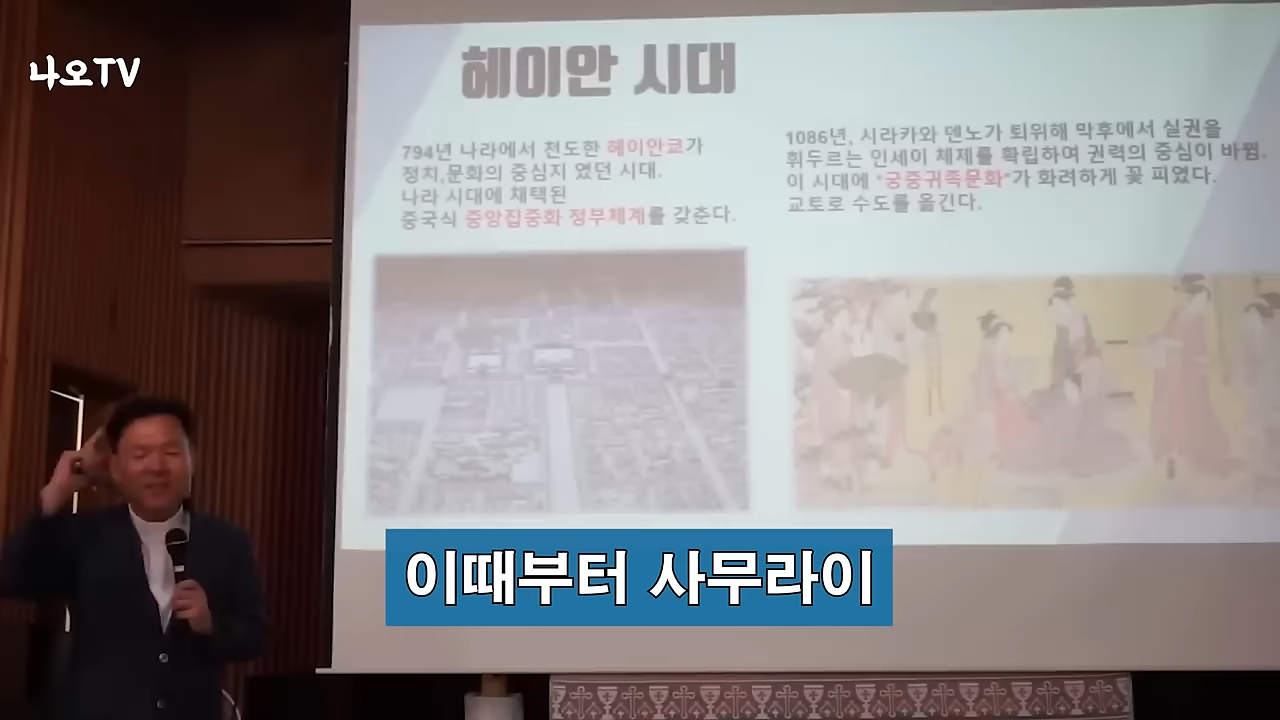 나오TV
헤이안 시대
794년 나라에서 천도한 헤이안쿄가
정치,문화의 중심지 였던 시대.
나라 시대에 채택된
중국식 중앙집중화 정부체계를 갖춘다.
1086년, 시라카와 덴노가 퇴위해 막후에서 실권을
휘두르는 인세이 체제를 확립하여 권력의 중심이 바뀜.
이 시대에 "궁중귀족문화"가 화려하게 꽃 피였다.
교토로 수도를 옮긴다.
이때부터 사무라이